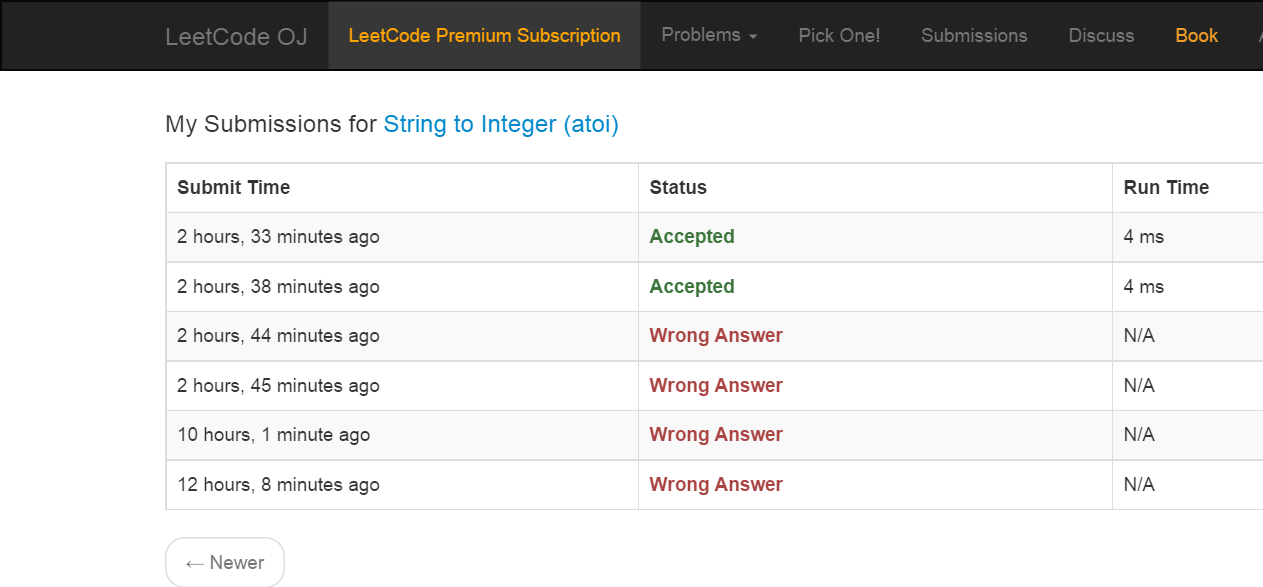 LeetCode OJ LeetCode Premium Subscription Problems Pick One! Submissions Discuss Book
My Submissions for String to Integer (atoi)
Submit Time Status Run Time
2 hours, 33 minutes ago Accepted 4 ms
2 hours, 38 minutes ago Accepted 4 ms
2 hours, 44 minutes ago Wrong Answer N/A
2 hours, 45 minutes ago Wrong Answer N/A
10 hours, 1 minute ago Wrong Answer N/A
12 hours, 8 minutes ago Wrong Answer N/A
← Newer